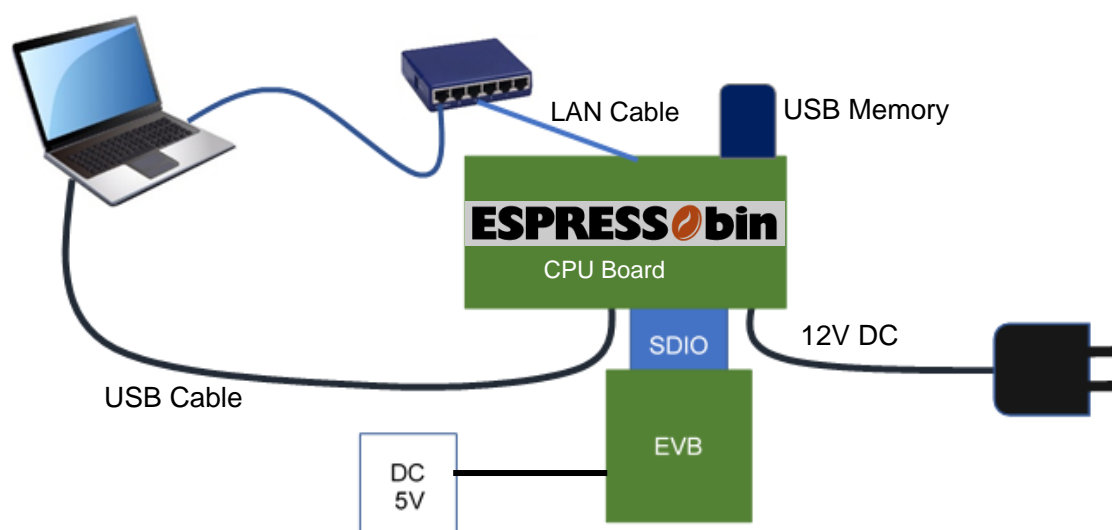 LAN Cable
USB Memory
ESPRESSObin
CPU Board
SDIO
12V DC
USB Cable
EVB
DC
5V